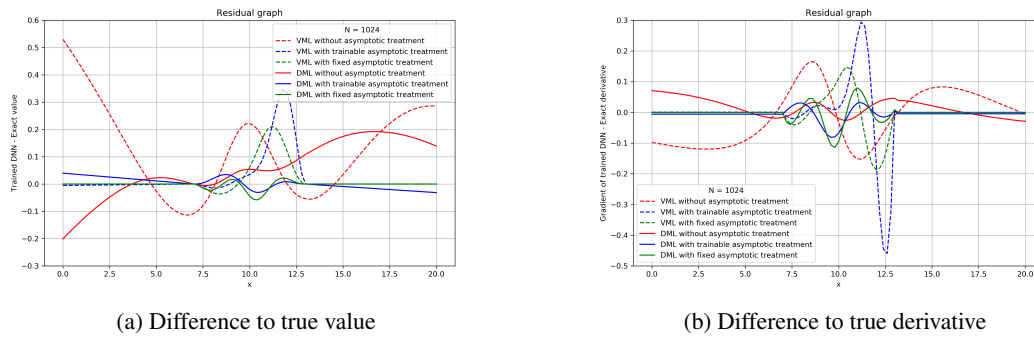 Residual graph
0.6
0.5
0.4
0.3
0.2
0.1
0.0
−0.1
−0.2
−0.3
Trained DNN - Exact value
N = 1024
VML without asymptotic treatment
VML with trainable asymptotic treatment
VML with fixed asymptotic treatment
DML without asymptotic treatment
DML with trainable asymptotic treatment
DML with fixed asymptotic treatment
0.0 2.5 5.0 7.5 10.0 12.5 15.0 17.5 20.0
x
(a) Difference to true value
Residual graph
0.3
0.2
0.1
0.0
−0.1
−0.2
−0.3
−0.4
−0.5
Gradient of trained DNN - Exact derivative
N = 1024
VML without asymptotic treatment
VML with trainable asymptotic treatment
VML with fixed asymptotic treatment
DML without asymptotic treatment
DML with trainable asymptotic treatment
DML with fixed asymptotic treatment
0.0 2.5 5.0 7.5 10.0 12.5 15.0 17.5 20.0
x
(b) Difference to true derivative